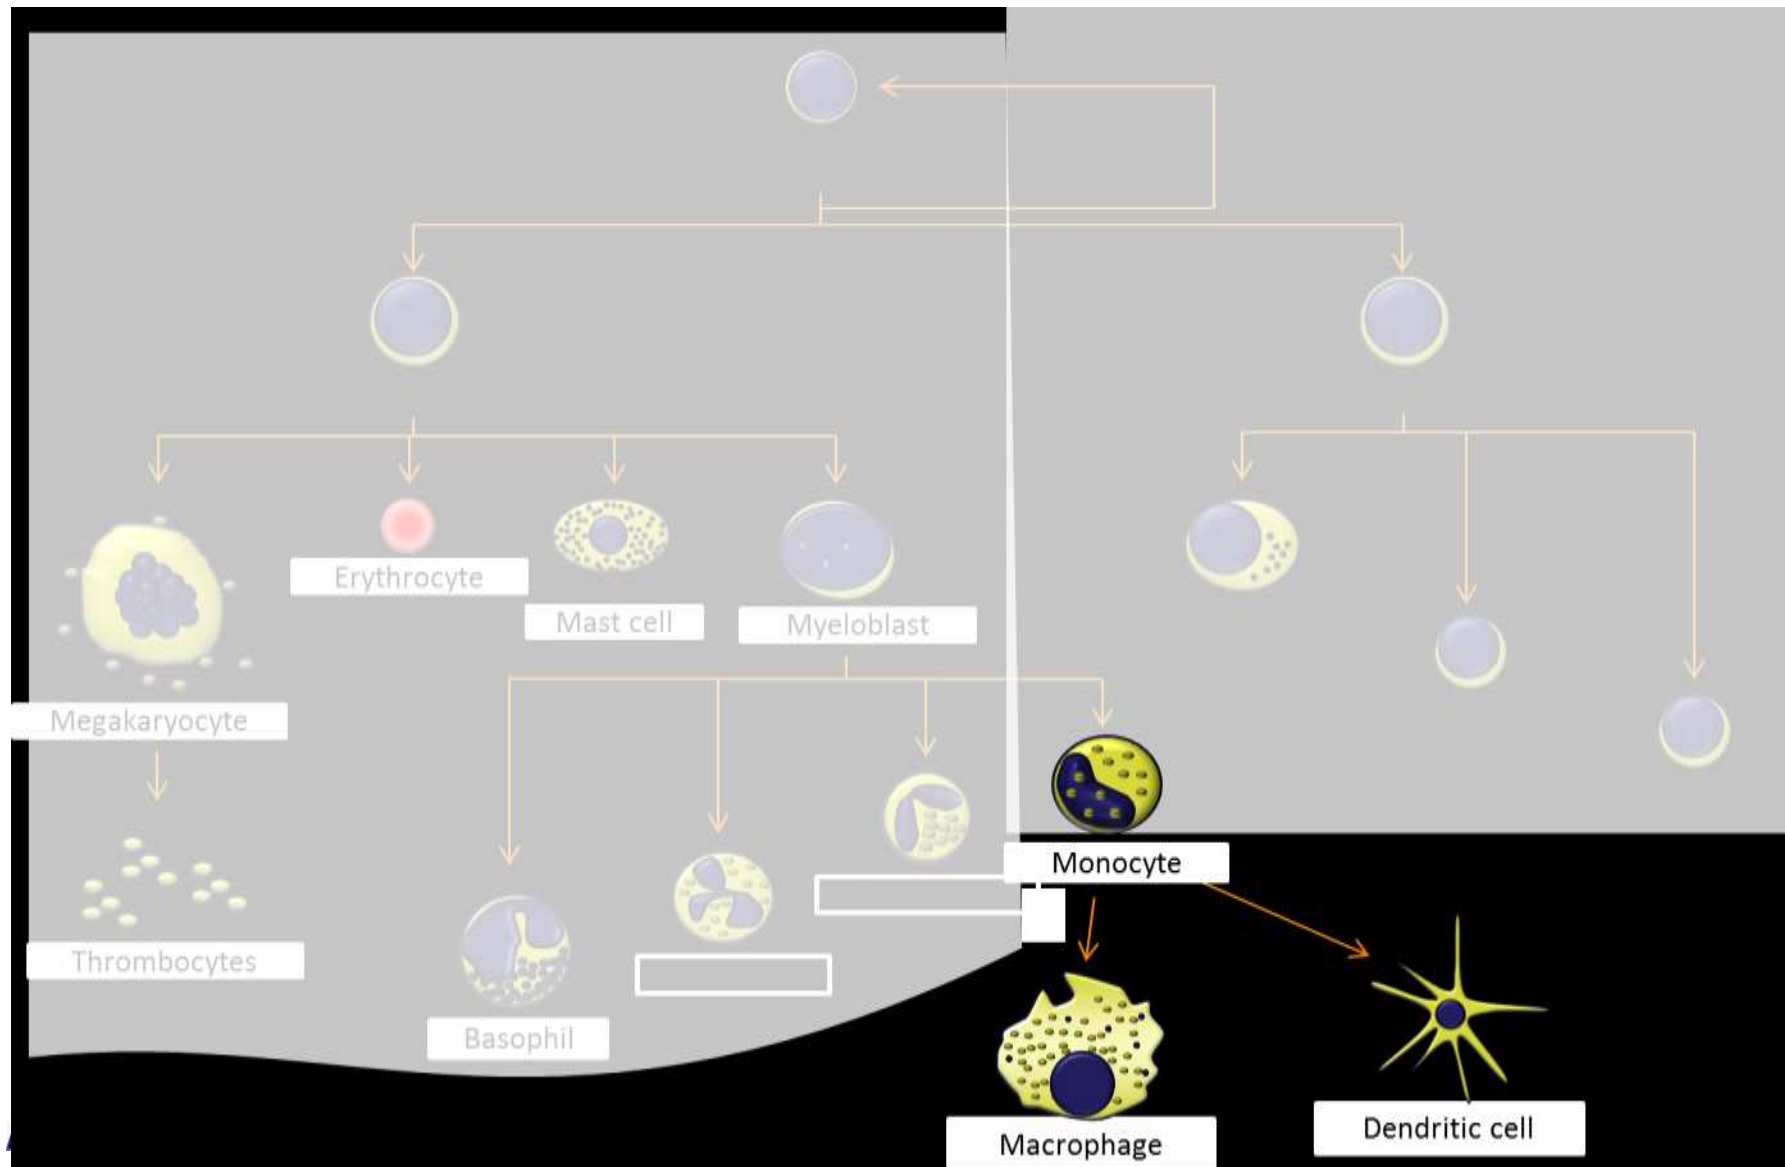 Erythrocyte
Mast cell
Myeloblast
Megakaryocyte
Monocyte
Thrombocytes
Basophil
Macrophage
Dendritic cell